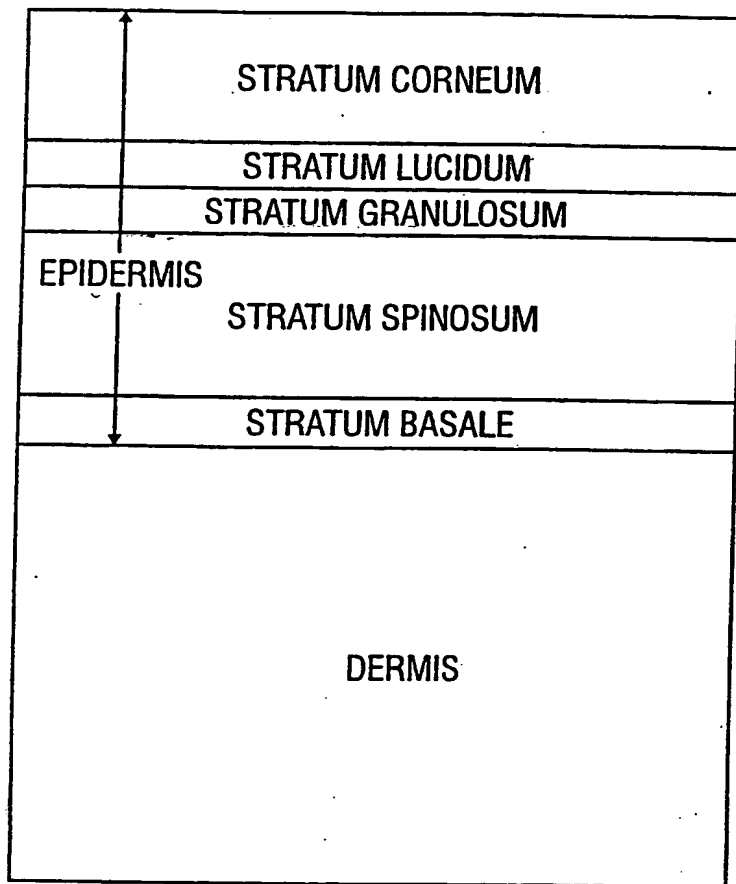 STRATUM CORNEUM
STRATUM LUCIDUM
STRATUM GRANULOSUM
EPIDERMIS
STRATUM SPINOSUM
STRATUM BASALE
DERMIS